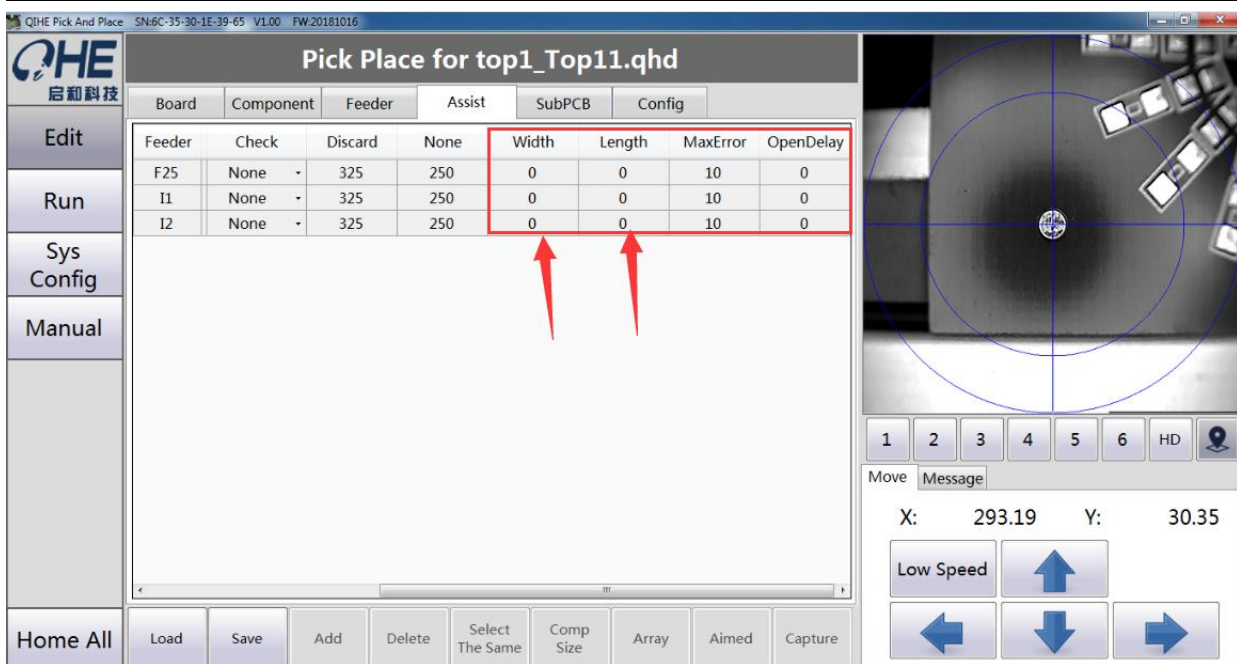 QIHE Pick And Place SN:6C-35-30-1E-39-65 V1.00 FW:20181016
QiHE
启和科技
Pick Place for top1_Top11.qhd
Board Component Feeder Assist SubPCB Config
Edit
Run
Sys
Config
Manual
Home All
Feeder Check Discard None Width Length MaxError OpenDelay
F25 None 325 250 0 0 10 0
I1 None 325 250 0 0 10 0
I2 None 325 250 0 0 10 0
Load Save Add Delete Select The Same Comp Size Array Aimed Capture
1 2 3 4 5 6 HD
Move Message
X: 293.19 Y: 30.35
Low Speed